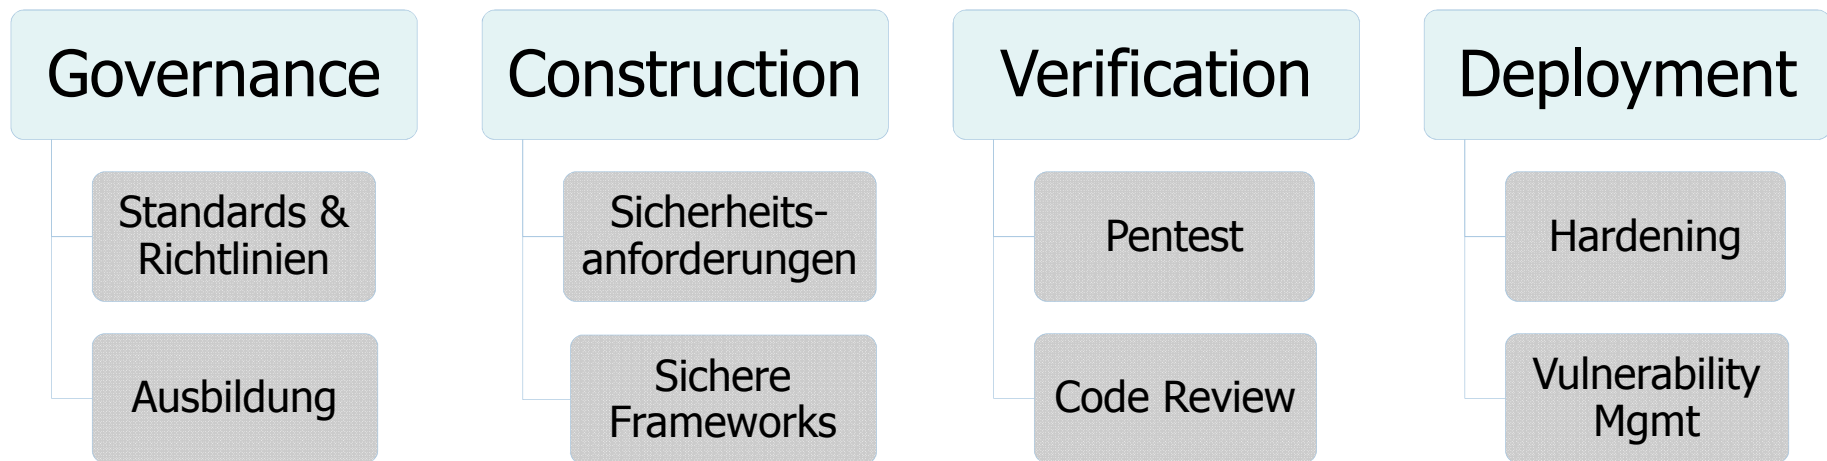 Governance
Standards &
Richtlinien
Ausbildung
Construction
Sicherheits-
anforderungen
Sichere
Frameworks
Verification
Pentest
Code Review
Deployment
Hardening
Vulnerability
Mgmt